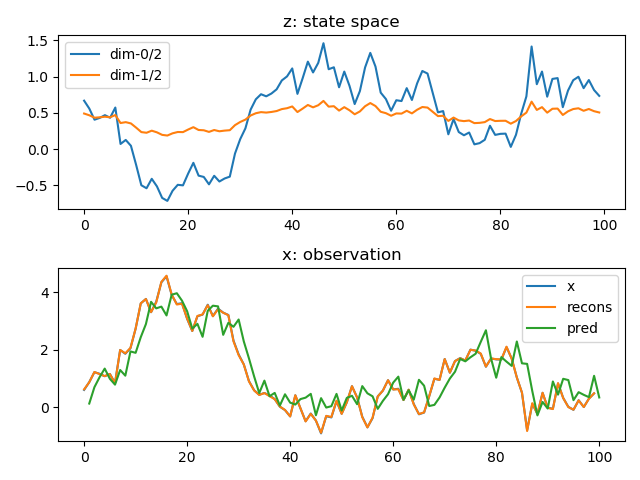 z: state space
1.5
1.0
0.5
0.0
−0.5
dim-0/2
dim-1/2
0 20 40 60 80 100
x: observation
4
2
0
x
recons
pred
0 20 40 60 80 100